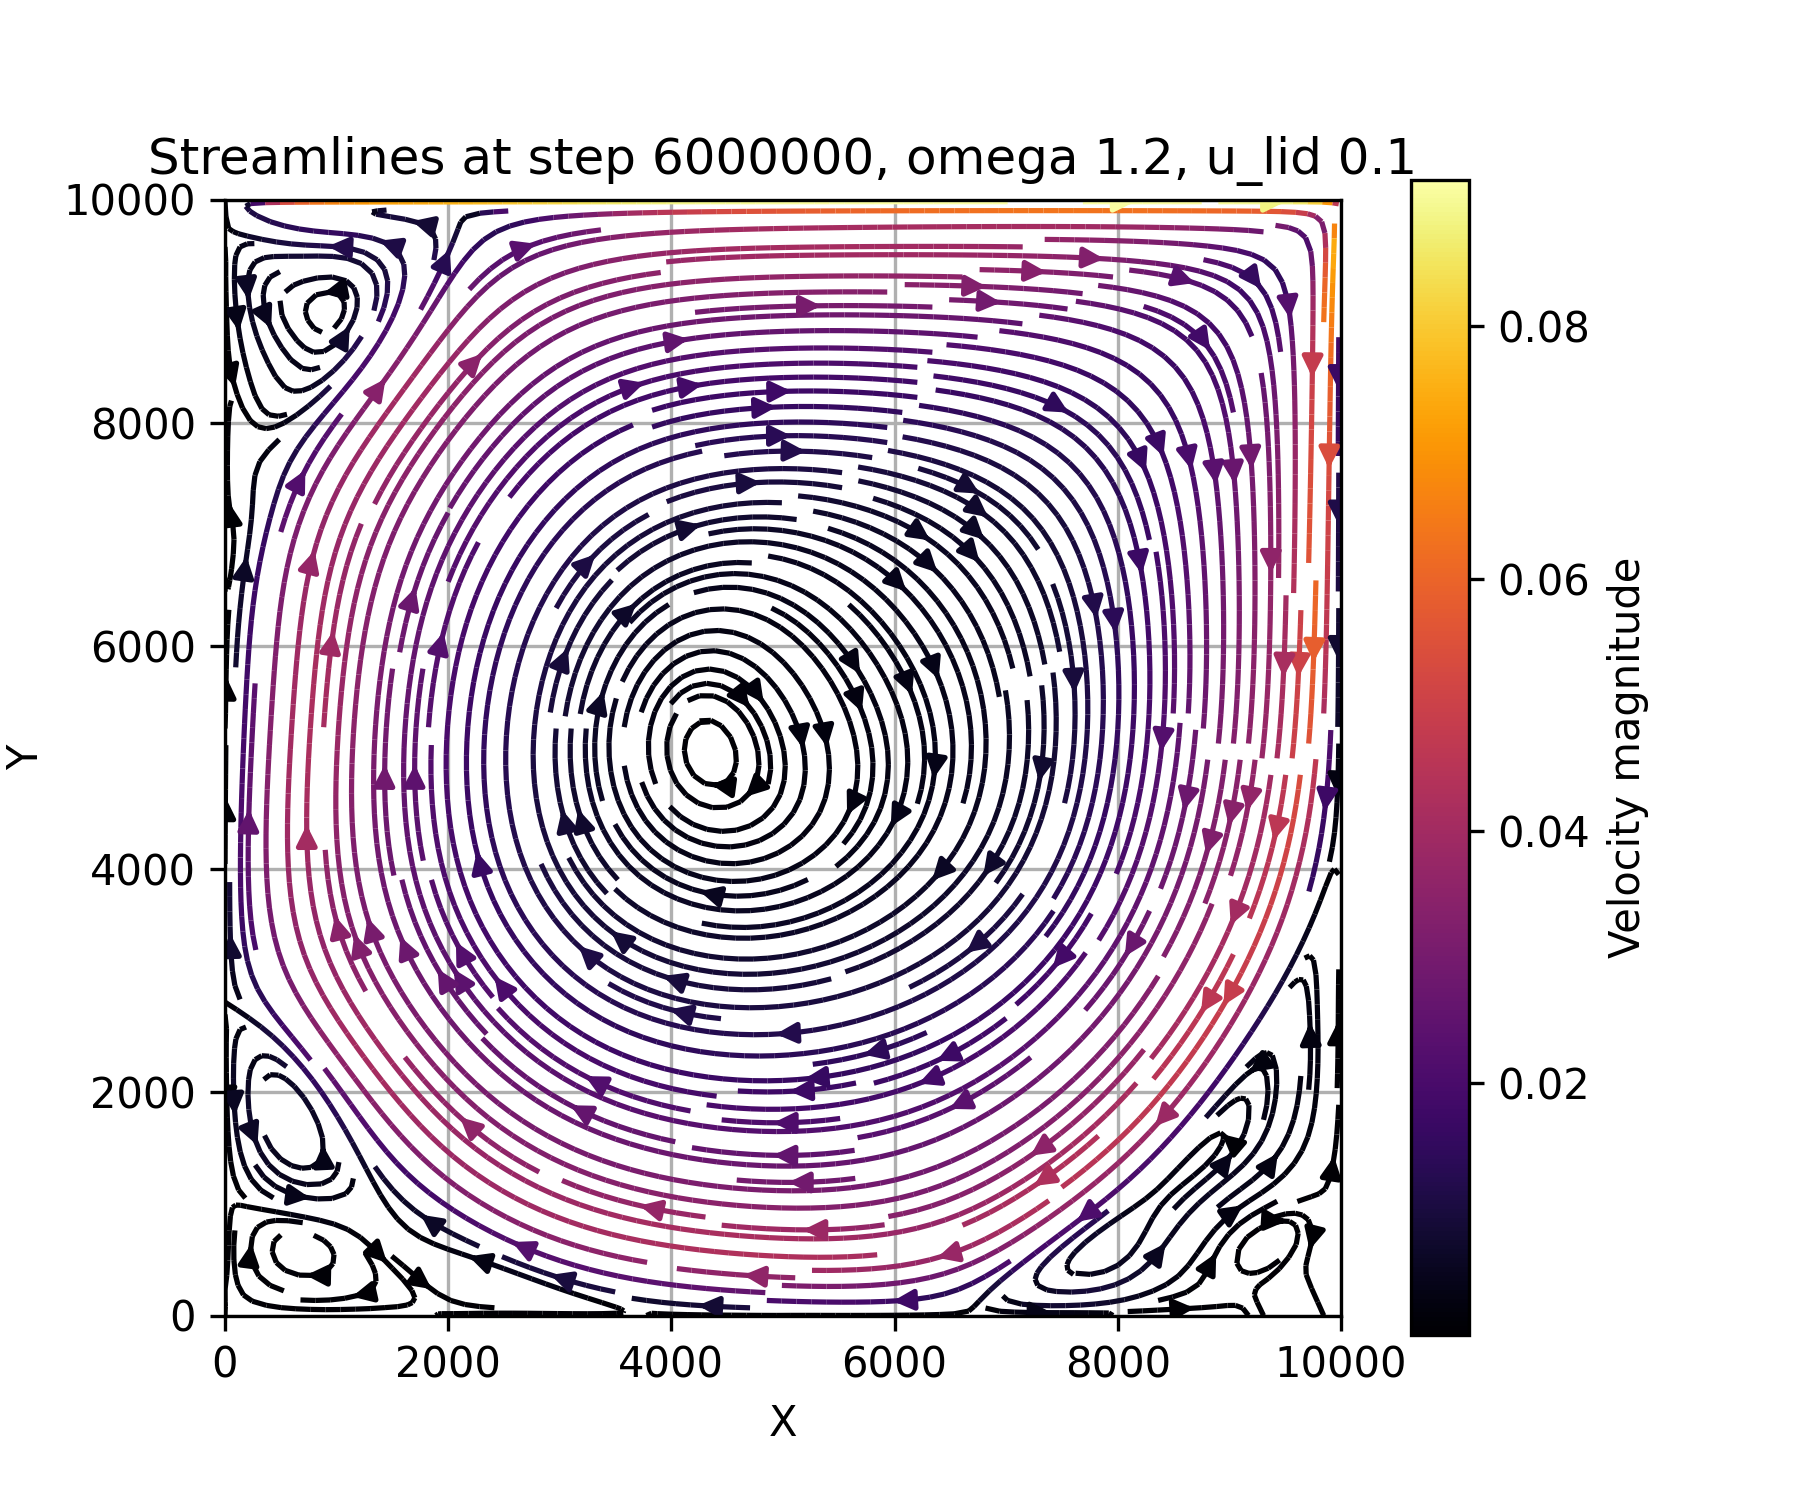 Streamlines at step 6000000, omega 1.2, u_lid 0.1
10000
8000
6000
4000
2000
0
Y
0 2000 4000 6000 8000 10000
X
0.08
0.06
0.04
0.02
Velocity magnitude